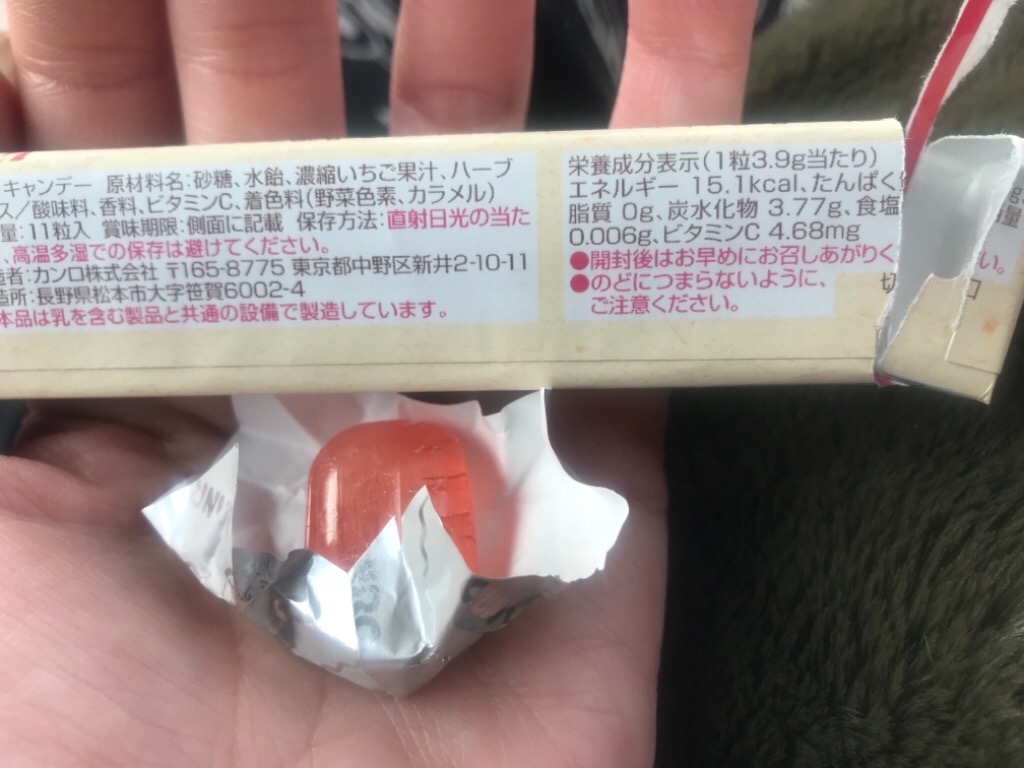 キャンデー 原材料名:砂糖、水飴、濃縮いちご果汁、ハーブ
ス/酸味料、香料、ビタミンC、着色料(野菜色素、カラメル)
量:11粒入 賞味期限:側面に記載 保存方法:直射日光の当た
、高温多湿での保存は避けてください。
者:カンロ株式会社 〒165-8775 東京都中野区新井2-10-11
造所:長野県松本市大字笹賀6002-4
本品は乳を含む製品と共通の設備で製造しています。
栄養成分表示(1粒3.9g当たり)
エネルギー 15.1kcal、たんぱく
脂質 0g、炭水化物 3.77g、食塩
0.006g、ビタミンC 4.68mg
●開封後はお早めにお召しあがりく
●のどにつまらないように、
ご注意ください。
い。
切
口
量